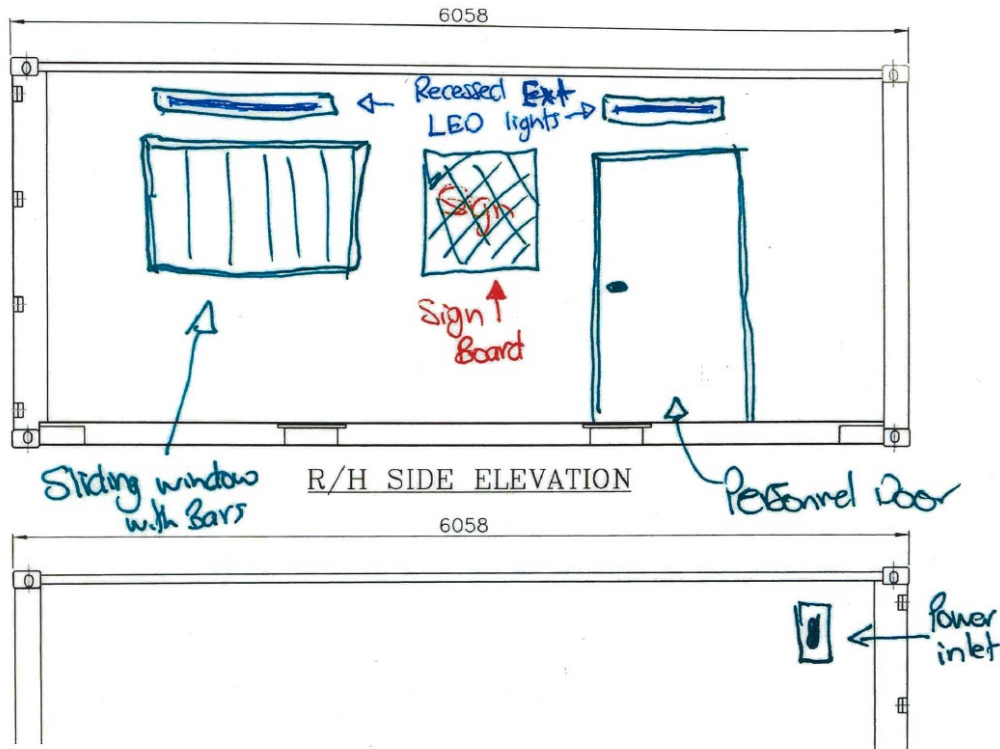 6058
Recessed Ext
LED lights
Sign
Sign
Board
Sliding window
with Bars
R/H SIDE ELEVATION
Personnel Door
6058
Power
inlet